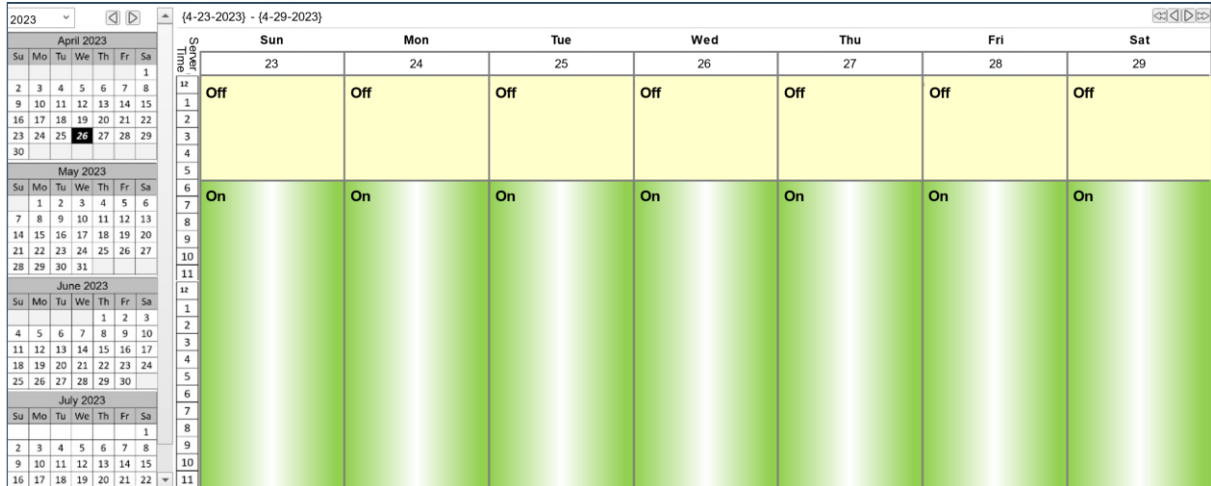 2023
{4-23-2023} - {4-29-2023}
April 2023
Su Mo Tu We Th Fr Sa
1
2 3 4 5 6 7 8
9 10 11 12 13 14 15
16 17 18 19 20 21 22
23 24 25 26 27 28 29
30
May 2023
Su Mo Tu We Th Fr Sa
1 2 3 4 5 6
7 8 9 10 11 12 13
14 15 16 17 18 19 20
21 22 23 24 25 26 27
28 29 30 31
June 2023
Su Mo Tu We Th Fr Sa
1 2 3
4 5 6 7 8 9 10
11 12 13 14 15 16 17
18 19 20 21 22 23 24
25 26 27 28 29 30
July 2023
Su Mo Tu We Th Fr Sa
1
2 3 4 5 6 7 8
9 10 11 12 13 14 15
16 17 18 19 20 21 22
Server
Time
Sun Mon Tue Wed Thu Fri Sat
23 24 25 26 27 28 29
12
Off Off Off Off Off Off Off
1
2
3
4
5
6
On On On On On On On
7
8
9
10
11
12
1
2
3
4
5
6
7
8
9
10
11